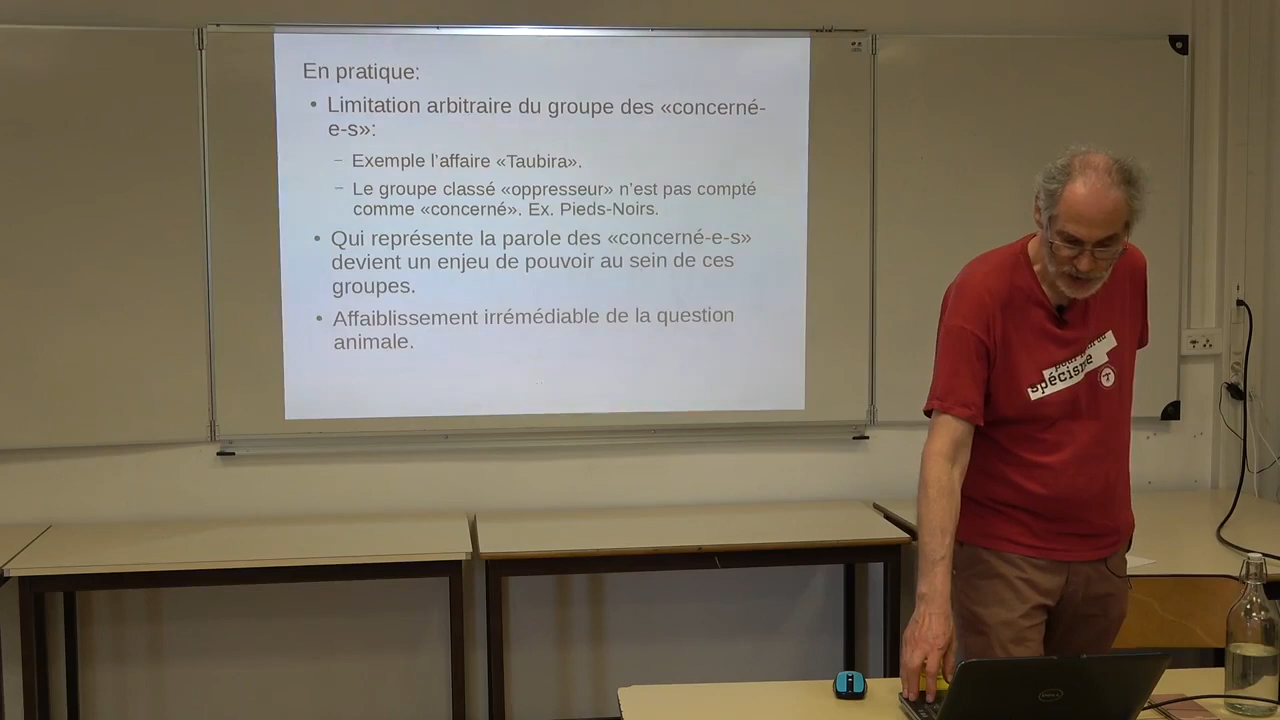 En pratique:
• Limitation arbitraire du groupe des «concerné-
e-s»:
– Exemple l’affaire «Taubira».
– Le groupe classé «oppresseur» n’est pas compté
comme «concerné». Ex. Pieds-Noirs.
• Qui représente la parole des «concerné-e-s»
devient un enjeu de pouvoir au sein de ces
groupes.
• Affaiblissement irrémédiable de la question
animale.
spécisme
DELL